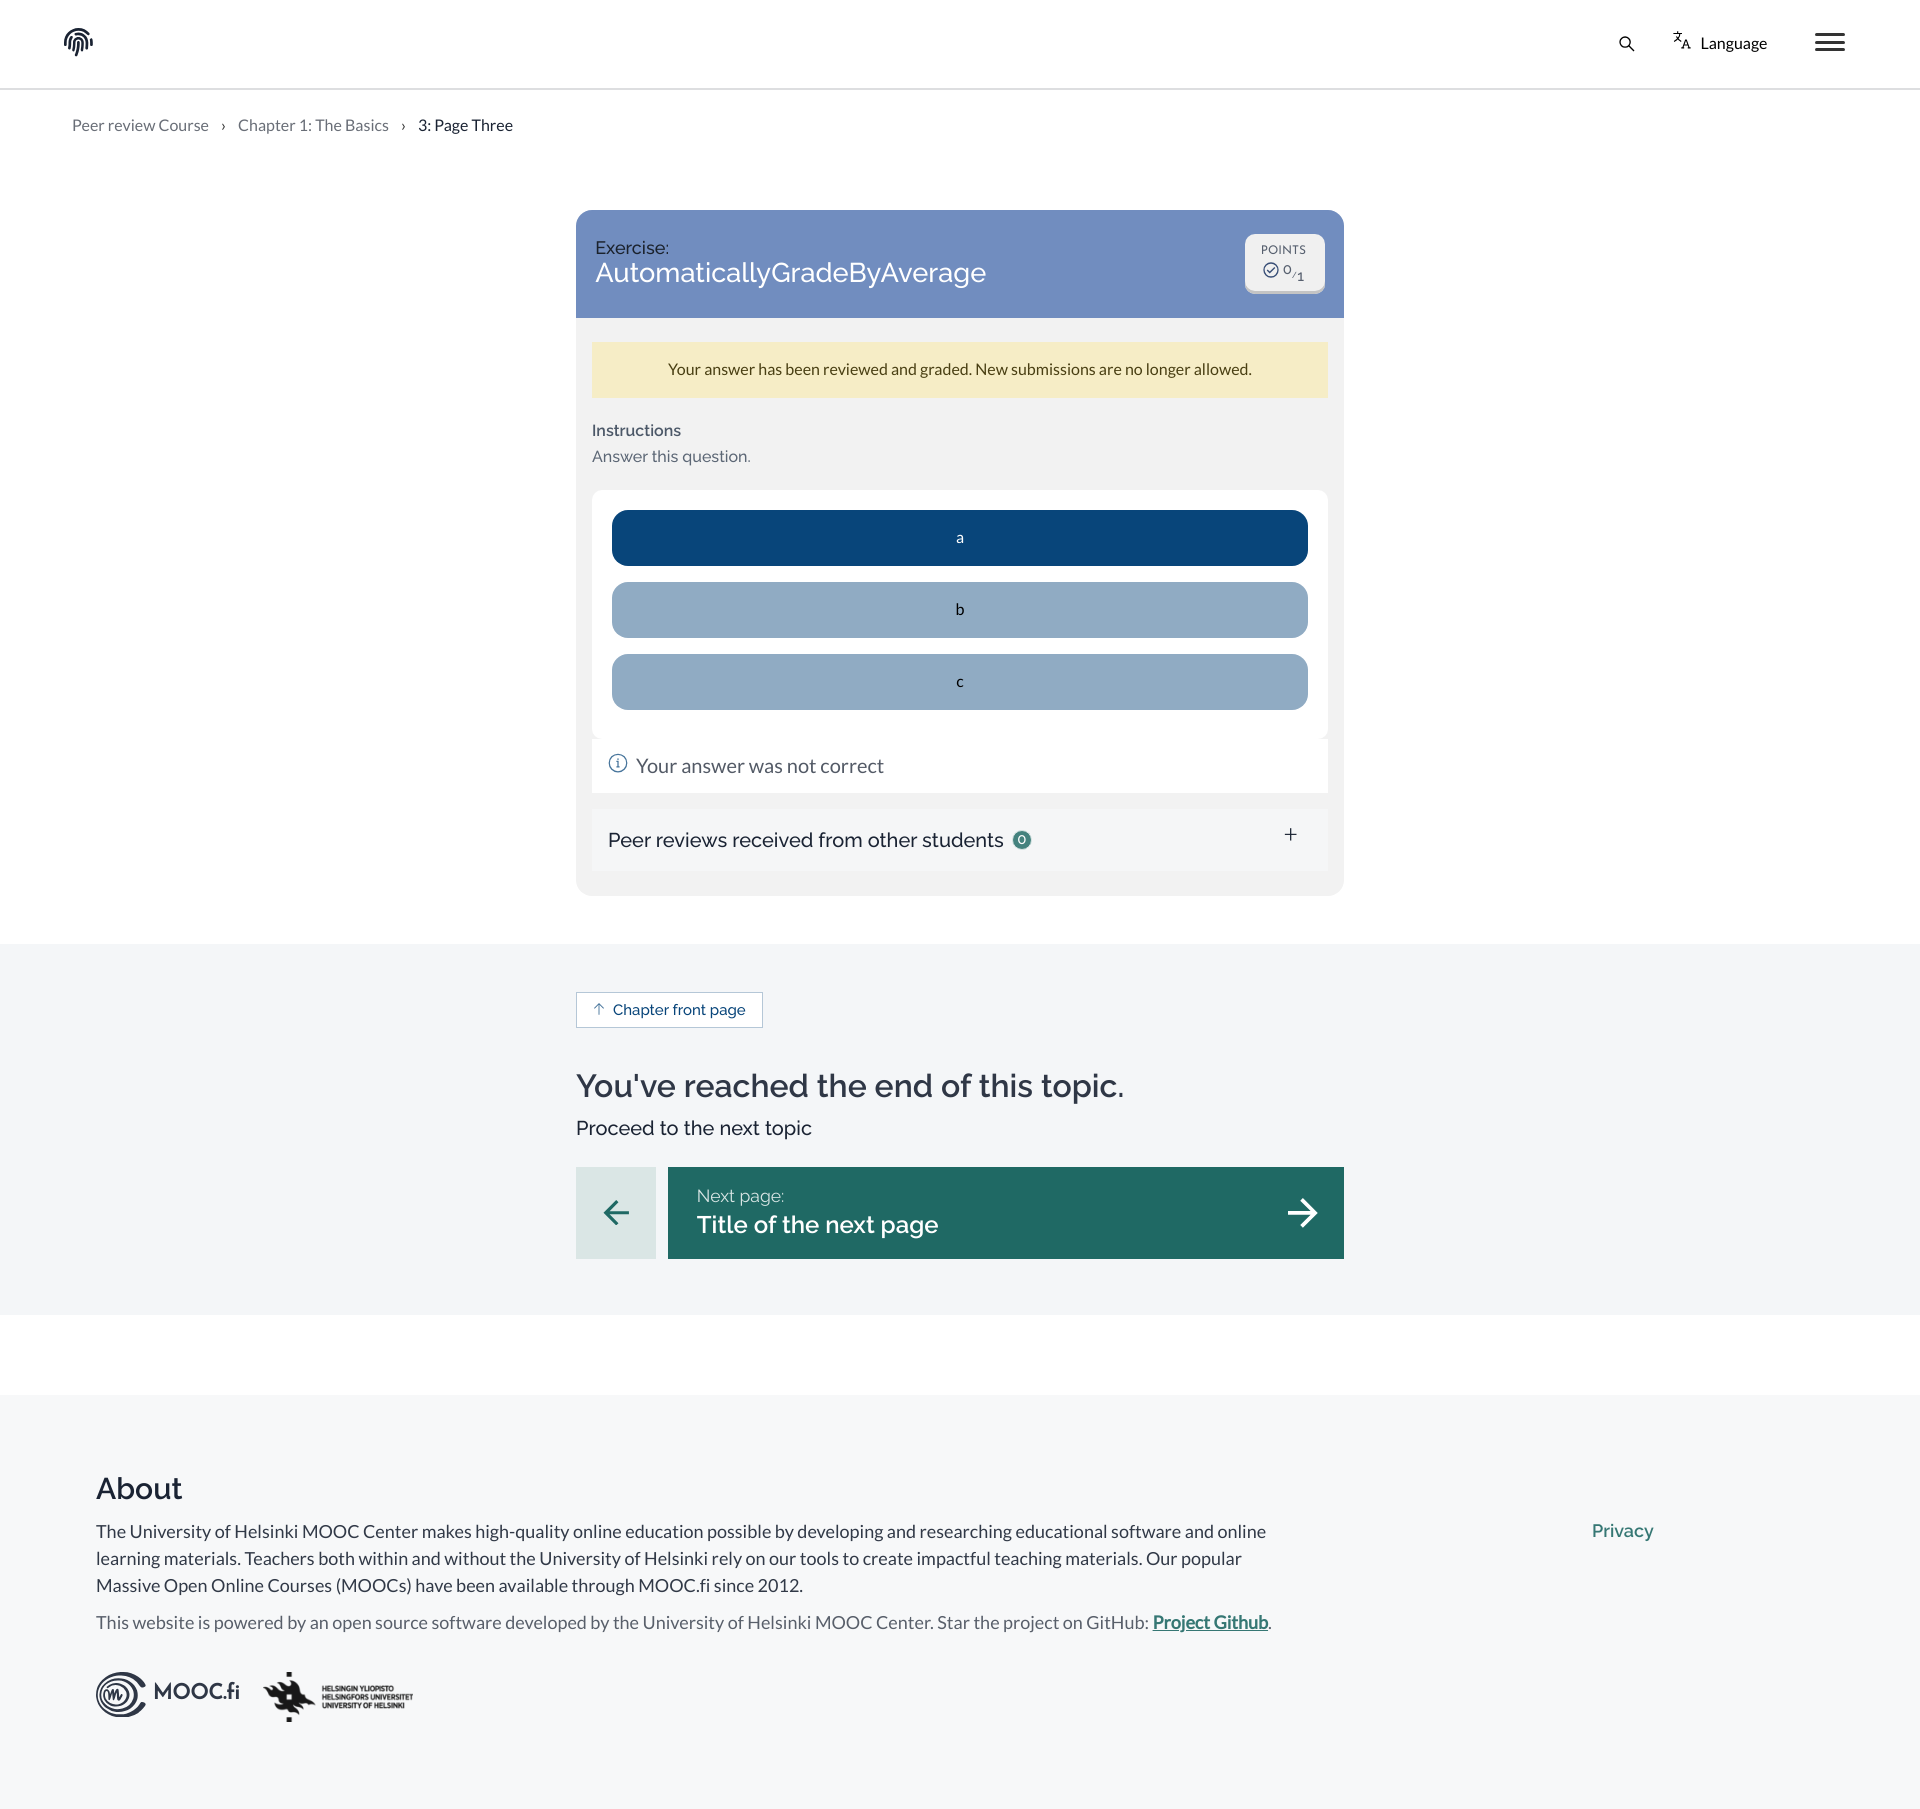 Language
Peer review Course › Chapter 1: The Basics › 3: Page Three
Exercise:
AutomaticallyGradeByAverage
POINTS
0/1
Your answer has been reviewed and graded. New submissions are no longer allowed.
Instructions
Answer this question.
a
b
c
Your answer was not correct
Peer reviews received from other students 0
Chapter front page
You've reached the end of this topic.
Proceed to the next topic
Next page:
Title of the next page
About
The University of Helsinki MOOC Center makes high-quality online education possible by developing and researching educational software and online
learning materials. Teachers both within and without the University of Helsinki rely on our tools to create impactful teaching materials. Our popular
Massive Open Online Courses (MOOCs) have been available through MOOC.fi since 2012.
Privacy
This website is powered by an open source software developed by the University of Helsinki MOOC Center. Star the project on GitHub: Project Github.
MOOC.fi
HELSINGIN YLIOPISTO
HELSINGFORS UNIVERSITET
UNIVERSITY OF HELSINKI